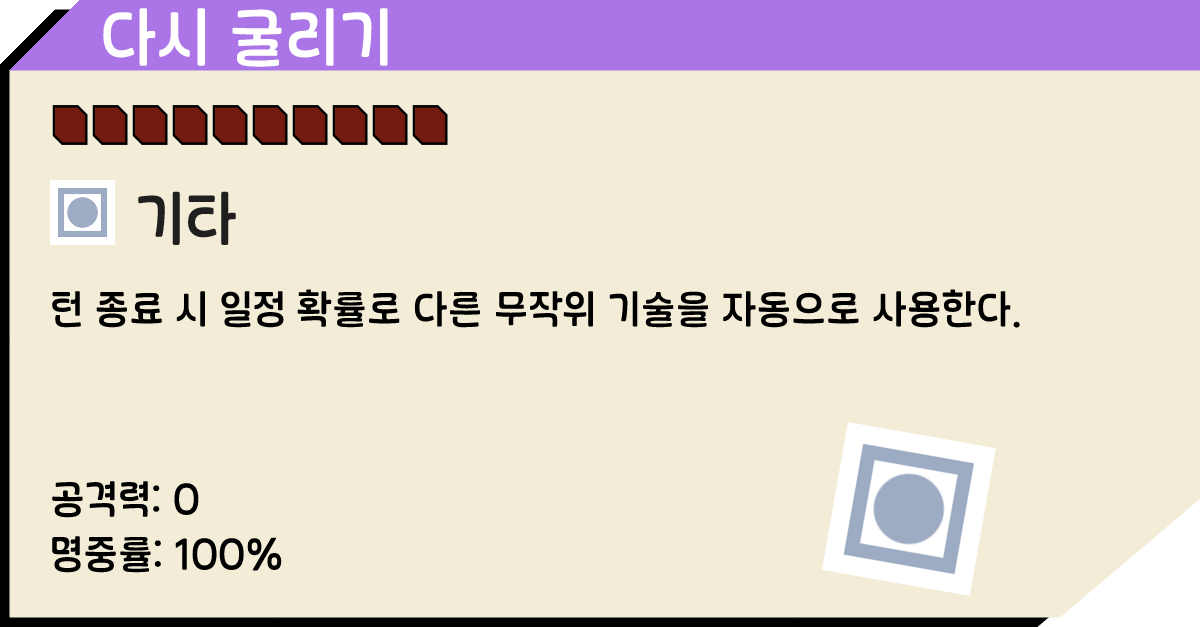 다시 굴리기
기타
턴 종료 시 일정 확률로 다른 무작위 기술을 자동으로 사용한다.
공격력: 0
명중률: 100%